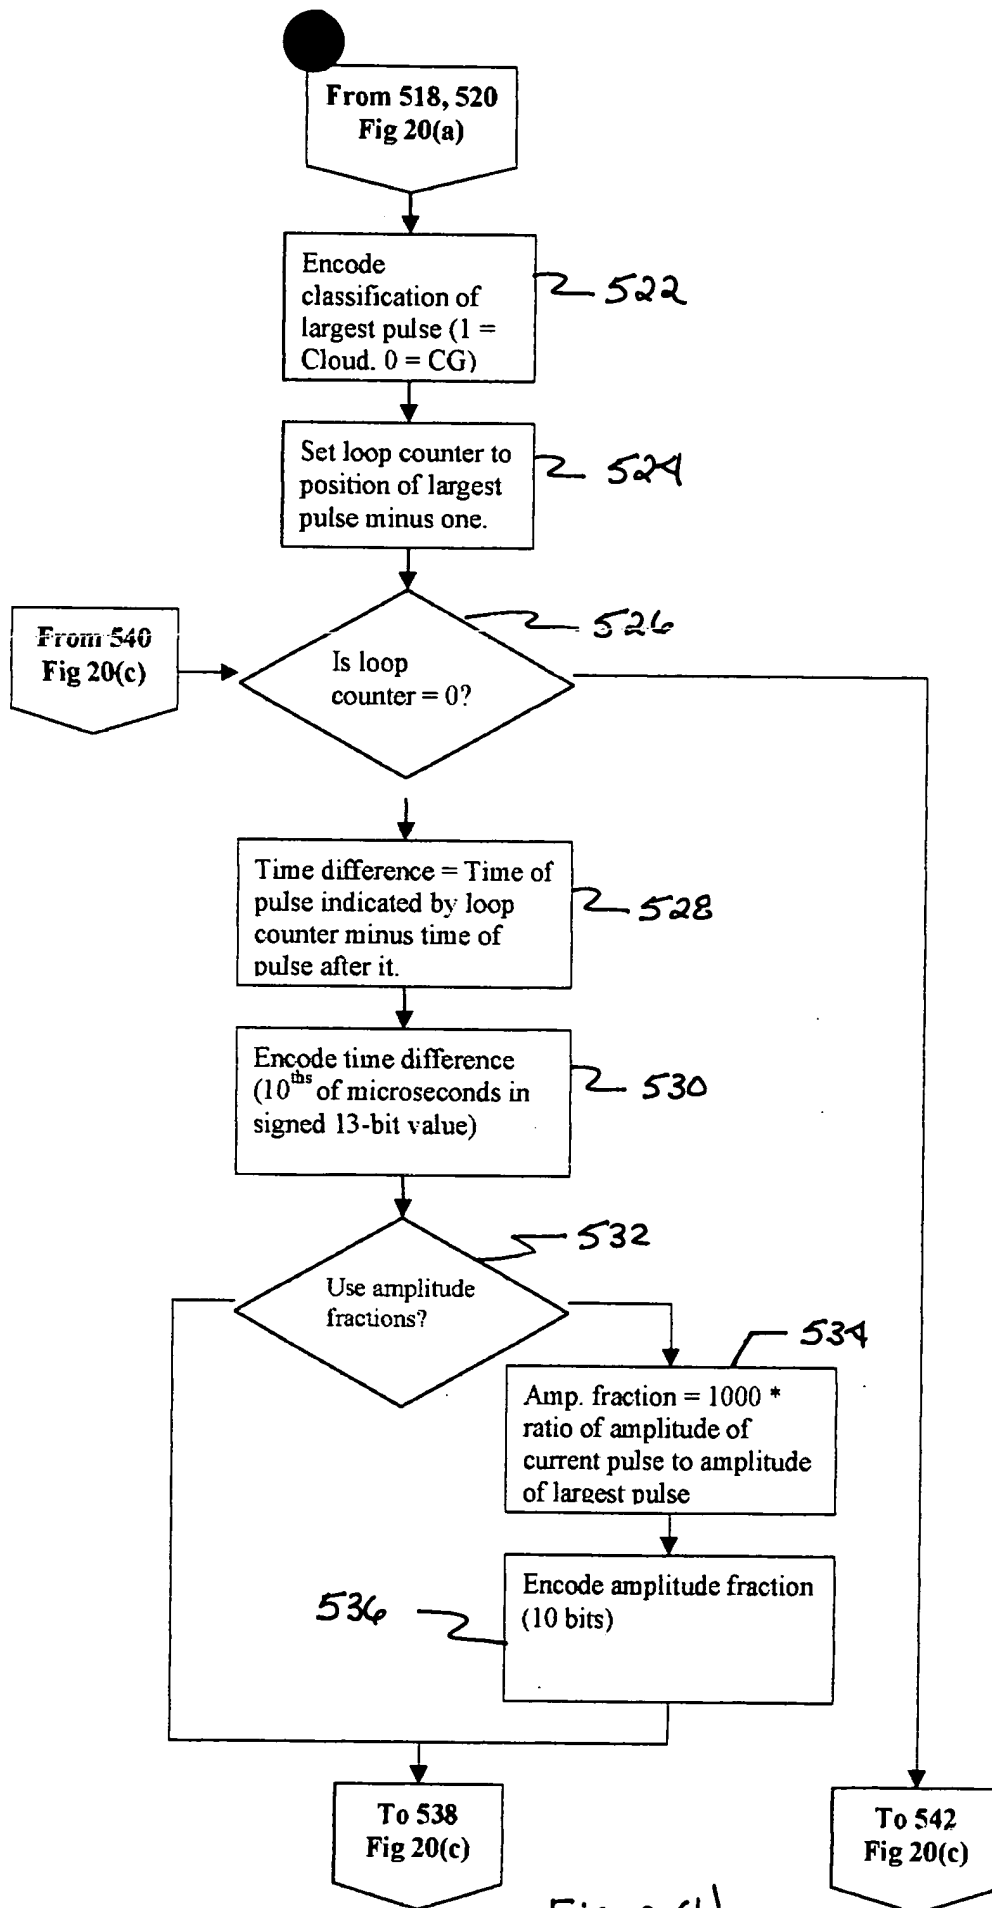 From 518, 520
Fig 20(a)
Encode
classification of
largest pulse (1 =
Cloud. 0 = CG)
522
Set loop counter to
position of largest
pulse minus one.
524
From 540
Fig 20(c)
Is loop
counter = 0?
526
Time difference = Time of
pulse indicated by loop
counter minus time of
pulse after it.
528
Encode time difference
(10ths of microseconds in
signed 13-bit value)
530
Use amplitude
fractions?
532
534
Amp. fraction = 1000 *
ratio of amplitude of
current pulse to amplitude
of largest pulse
Encode amplitude fraction
(10 bits)
536
To 538
Fig 20(c)
To 542
Fig 20(c)